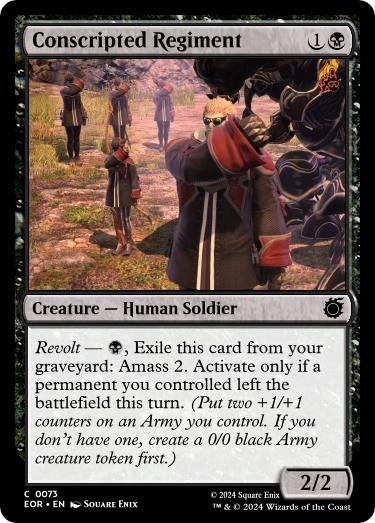 Conscripted Regiment 1
Creature — Human Soldier
Revolt — , Exile this card from your
graveyard: Amass 2. Activate only if a
permanent you controlled left the
battlefield this turn. (Put two +1/+1
counters on an Army you control. If you
don't have one, create a 0/0 black Army
creature token first.)
2/2
C 0073
EOR • EN SQUARE ENIX
© 2024 Square Enix
™ & © 2024 Wizards of the Coast